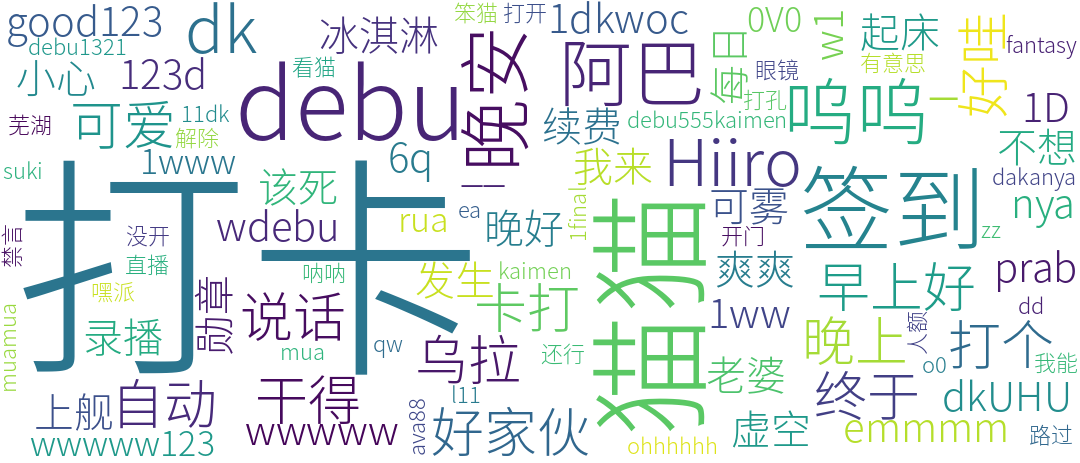 good123
dk
冰淇淋
笨猫
打开
1dkwoc
0V0
w1
起床
好哇
fantasy
debu1321
小心
123d
看猫
debu
晚安
阿巴
每日
眼镜
有意思
一
呜呜
1D
芜湖
可爱
11dk
解除
6q
续费
debu555kaimen
打孔
不想
suki
1www
该死
一一
我来
Hiiro
签到
dakanya
nya
打卡
wdebu
rua
ea
晚好
1final
猫猫
可雾
开门
zz
禁言
没开
直播
嘿派
呐呐
发生
kaimen
爽爽
早上好
prab
勋章
说话
卡打
1ww
人额
dd
muamua
录播
mua
qw
乌拉
还行
老婆
晚上
o0
打个
我能
上舰
自动
干得
l11
ava88
好家伙
终于
dkUHU
wwwww123
wwwww
ohhhhhh
虚空
emmmm
路过